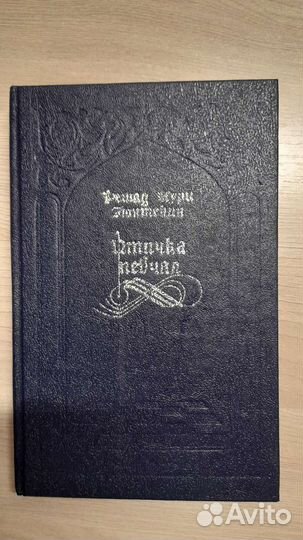 Решад Нури
Гюнтекин
Птичка
певчая
Avito